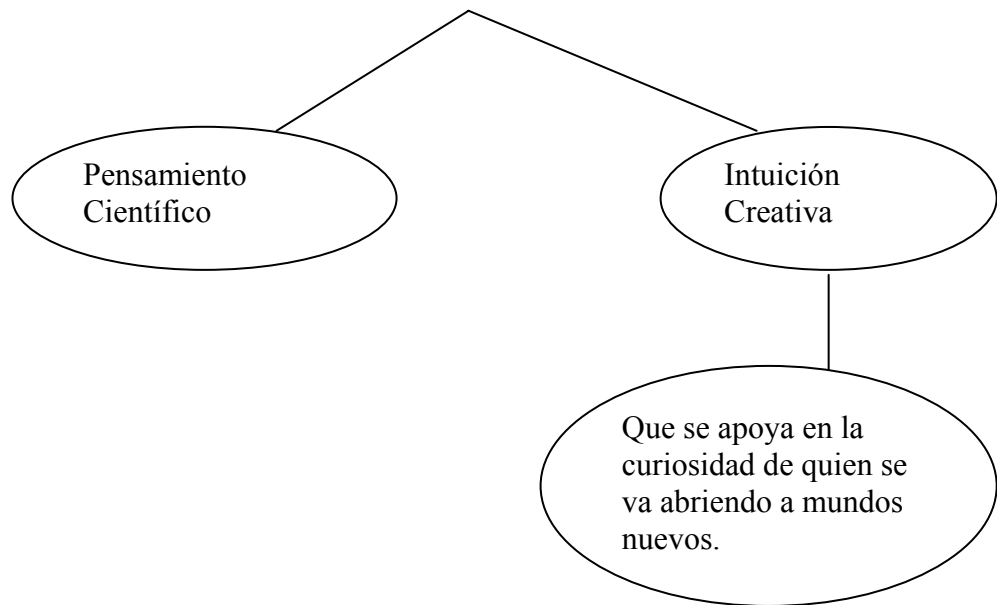 Pensamiento
Científico
Intuición
Creativa
Que se apoya en la
curiosidad de quien se
va abriendo a mundos
nuevos.